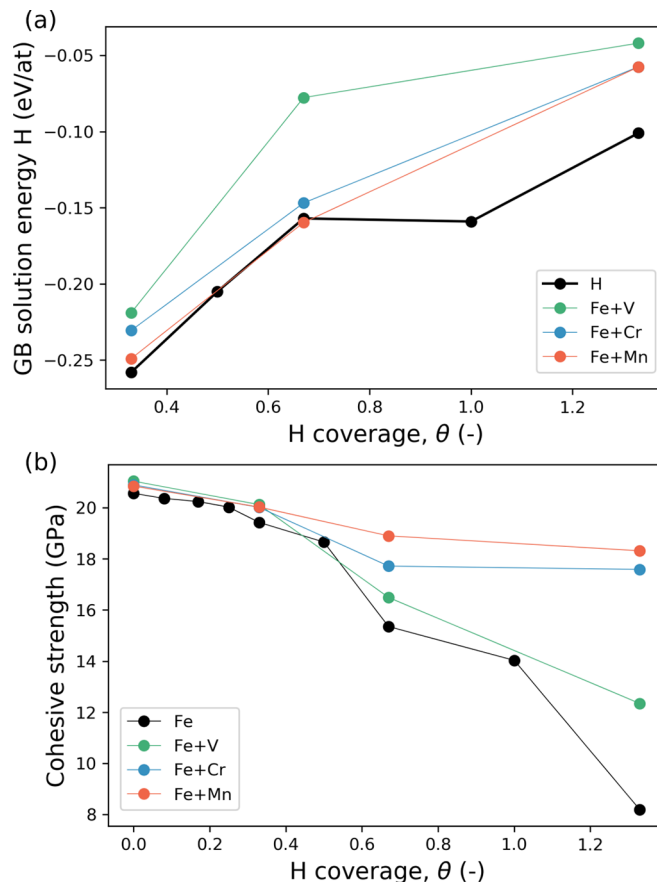 (a)
GB solution energy H (eV/at)
−0.05
−0.10
−0.15
−0.20
−0.25
H
Fe+V
Fe+Cr
Fe+Mn
0.4 0.6 0.8 1.0 1.2
H coverage, θ (-)
(b)
Cohesive strength (GPa)
20
18
16
14
12
10
8
Fe
Fe+V
Fe+Cr
Fe+Mn
0.0 0.2 0.4 0.6 0.8 1.0 1.2
H coverage, θ (-)